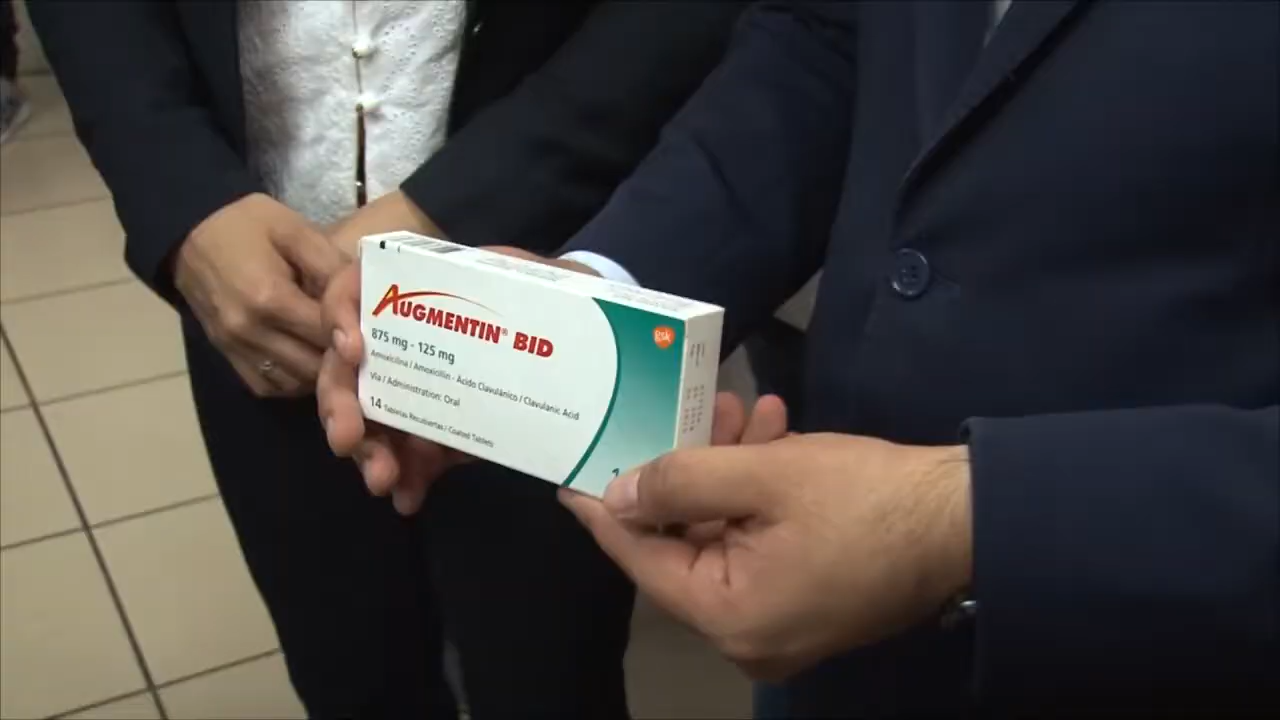 AUGMENTIN® BID
875 mg - 125 mg
Amoxicilina / Amoxicillin - Acido Clavulánico / Clavulanic Acid
Vía / Administration: Oral
14 Tabletas Recubiertas / Coated Tablets
gsk